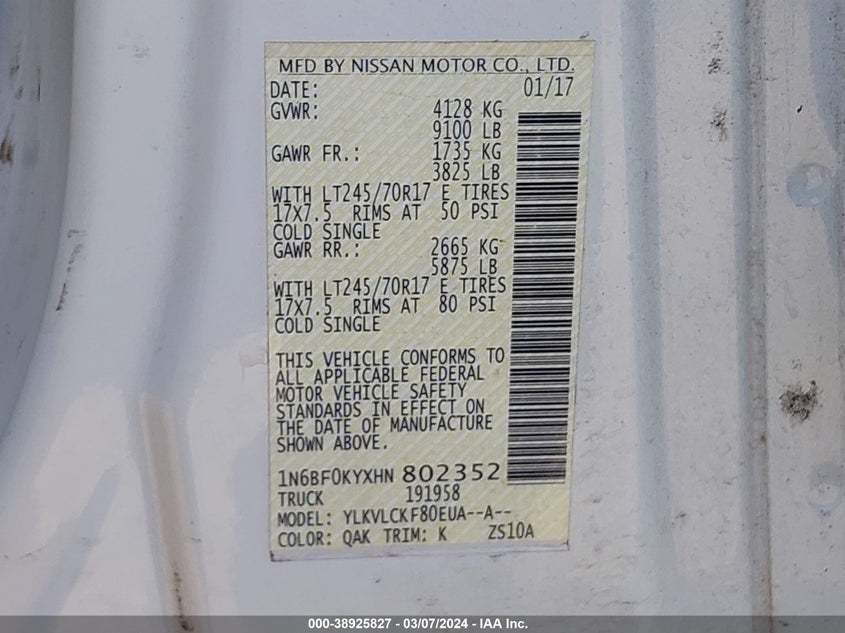 MFD BY NISSAN MOTOR CO., LTD.
DATE: 01/17
GVWR: 4128 KG
9100 LB
GAWR FR.: 1735 KG
3825 LB
WITH LT245/70R17 E TIRES
17X7.5 RIMS AT 50 PSI
COLD SINGLE
GAWR RR.: 2665 KG
5875 LB
WITH LT245/70R17 E TIRES
17X7.5 RIMS AT 80 PSI
COLD SINGLE
THIS VEHICLE CONFORMS TO
ALL APPLICABLE FEDERAL
MOTOR VEHICLE SAFETY
STANDARDS IN EFFECT ON
THE DATE OF MANUFACTURE
SHOWN ABOVE.
1N6BF0KYXHN 802352
TRUCK 191958
MODEL: YLKVLCKF80EUA--A--
COLOR: QAK TRIM: K ZS10A
000-38925827 - 03/07/2024 - IAA Inc.